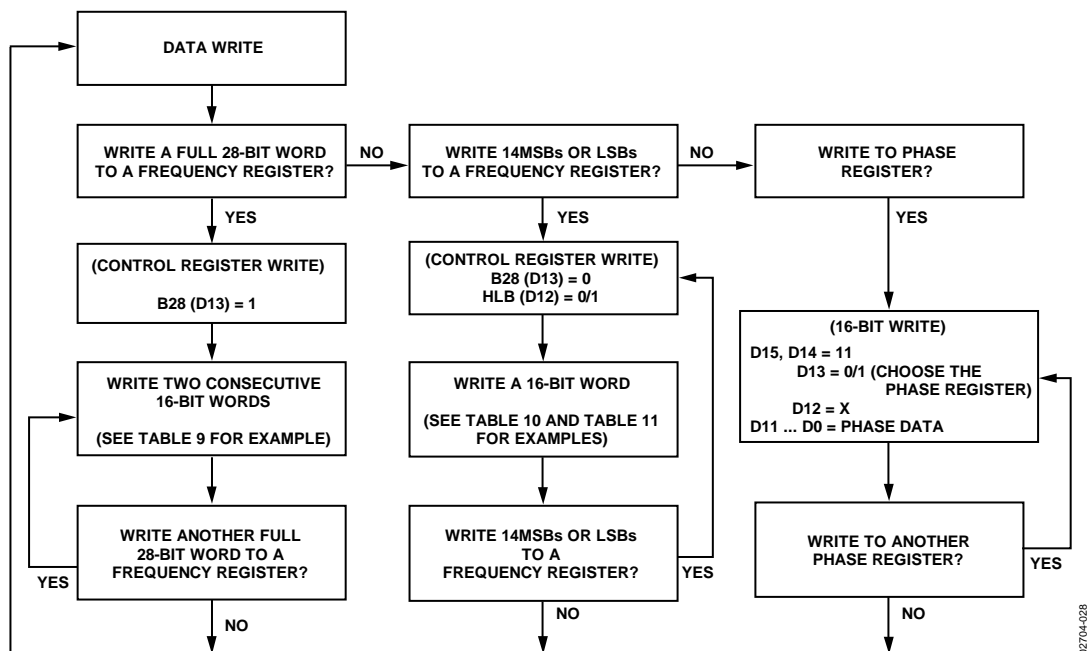 DATA WRITE
WRITE A FULL 28-BIT WORD
TO A FREQUENCY REGISTER?
NO
WRITE 14MSBs OR LSBs
TO A FREQUENCY REGISTER?
NO
WRITE TO PHASE
REGISTER?
YES
YES
YES
(CONTROL REGISTER WRITE)
B28 (D13) = 1
(CONTROL REGISTER WRITE)
B28 (D13) = 0
HLB (D12) = 0/1
(16-BIT WRITE)
D15, D14 = 11
D13 = 0/1 (CHOOSE THE
PHASE REGISTER)
D12 = X
D11 ... D0 = PHASE DATA
WRITE TWO CONSECUTIVE
16-BIT WORDS
(SEE TABLE 9 FOR EXAMPLE)
WRITE A 16-BIT WORD
(SEE TABLE 10 AND TABLE 11
FOR EXAMPLES)
WRITE ANOTHER FULL
28-BIT WORD TO A
FREQUENCY REGISTER?
YES
WRITE 14MSBs OR LSBs
TO A
FREQUENCY REGISTER?
YES
WRITE TO ANOTHER
PHASE REGISTER?
YES
NO
NO
NO
02704-028